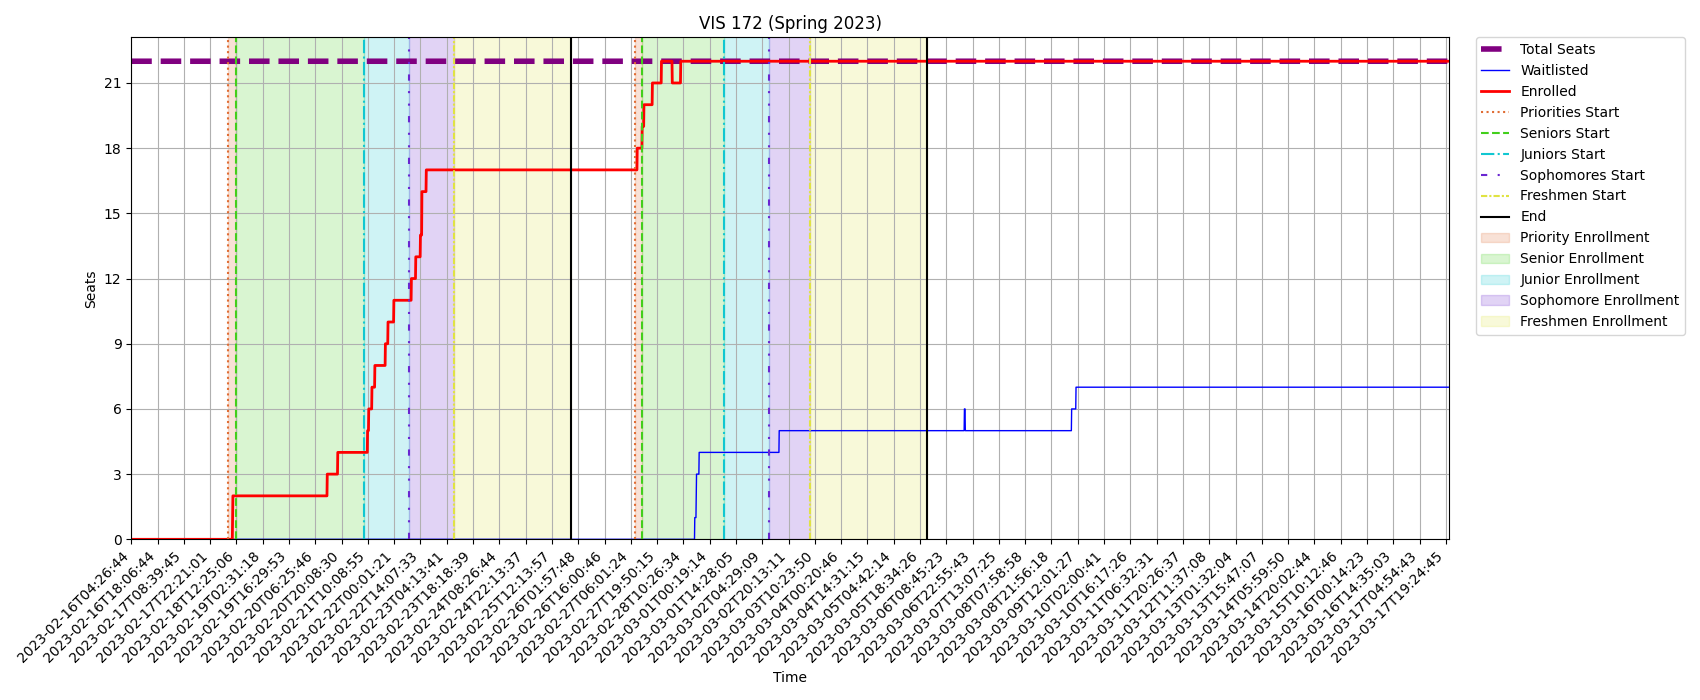 VIS 172 (Spring 2023)
Total Seats
Waitlisted
Enrolled
Priorities Start
Seniors Start
Juniors Start
Sophomores Start
Freshmen Start
End
Priority Enrollment
Senior Enrollment
Junior Enrollment
Sophomore Enrollment
Freshmen Enrollment
Seats
21
18
15
12
9
6
3
0
2023-02-16T04:26:44
2023-02-16T18:06:44
2023-02-17T08:39:45
2023-02-17T22:21:01
2023-02-18T12:25:06
2023-02-19T02:31:18
2023-02-19T16:29:53
2023-02-20T06:25:46
2023-02-20T20:08:30
2023-02-21T10:08:55
2023-02-22T00:01:21
2023-02-22T14:07:33
2023-02-23T04:13:41
2023-02-23T18:18:39
2023-02-24T08:26:44
2023-02-24T22:13:37
2023-02-25T12:13:57
2023-02-26T01:57:48
2023-02-26T16:00:46
2023-02-27T06:01:24
2023-02-27T19:50:15
2023-02-28T10:26:34
2023-03-01T00:19:14
2023-03-01T14:28:05
2023-03-02T04:29:09
2023-03-02T20:13:11
2023-03-03T10:23:50
2023-03-04T00:20:46
2023-03-04T14:31:15
2023-03-05T04:42:14
2023-03-05T18:34:26
2023-03-06T08:45:23
2023-03-06T22:55:43
2023-03-07T13:07:25
2023-03-08T07:58:58
2023-03-08T21:56:18
2023-03-09T12:01:27
2023-03-10T02:00:41
2023-03-10T16:17:26
2023-03-11T06:32:31
2023-03-11T20:26:37
2023-03-12T11:37:08
2023-03-13T01:32:04
2023-03-13T15:47:07
2023-03-14T05:59:50
2023-03-14T20:02:44
2023-03-15T10:12:46
2023-03-16T00:14:23
2023-03-16T14:35:03
2023-03-17T04:54:43
2023-03-17T19:24:45
Time